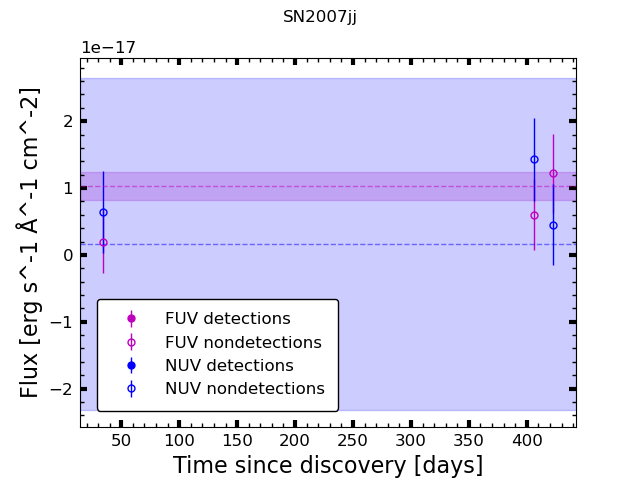 SN2007jj
1e−17
2
1
0
−1
−2
Flux [erg s^-1 Å^-1 cm^-2]
FUV detections
FUV nondetections
NUV detections
NUV nondetections
50 100 150 200 250 300 350 400
Time since discovery [days]